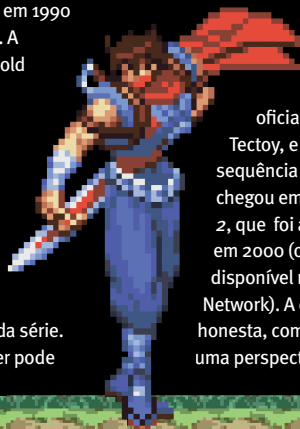 em 1990
. A
old
da série.
er pode
oficia
Tectoy, e
sequência
chegou em
2, que foi a
em 2000 (d
disponível n
Network). A
honesta, com
uma perspect